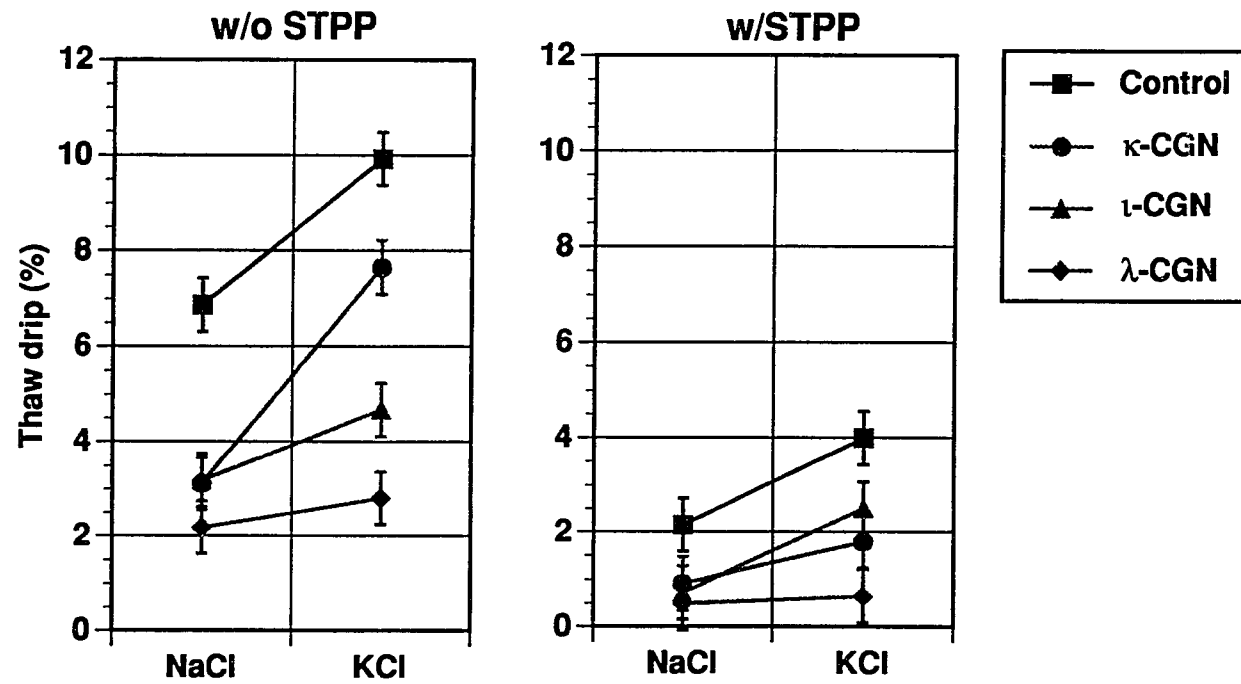 w/o STPP
w/STPP
Thaw drip (%)
12
10
8
6
4
2
0
NaCl
KCl
12
10
8
6
4
2
0
NaCl
KCl
Control
κ-CGN
ι-CGN
λ-CGN